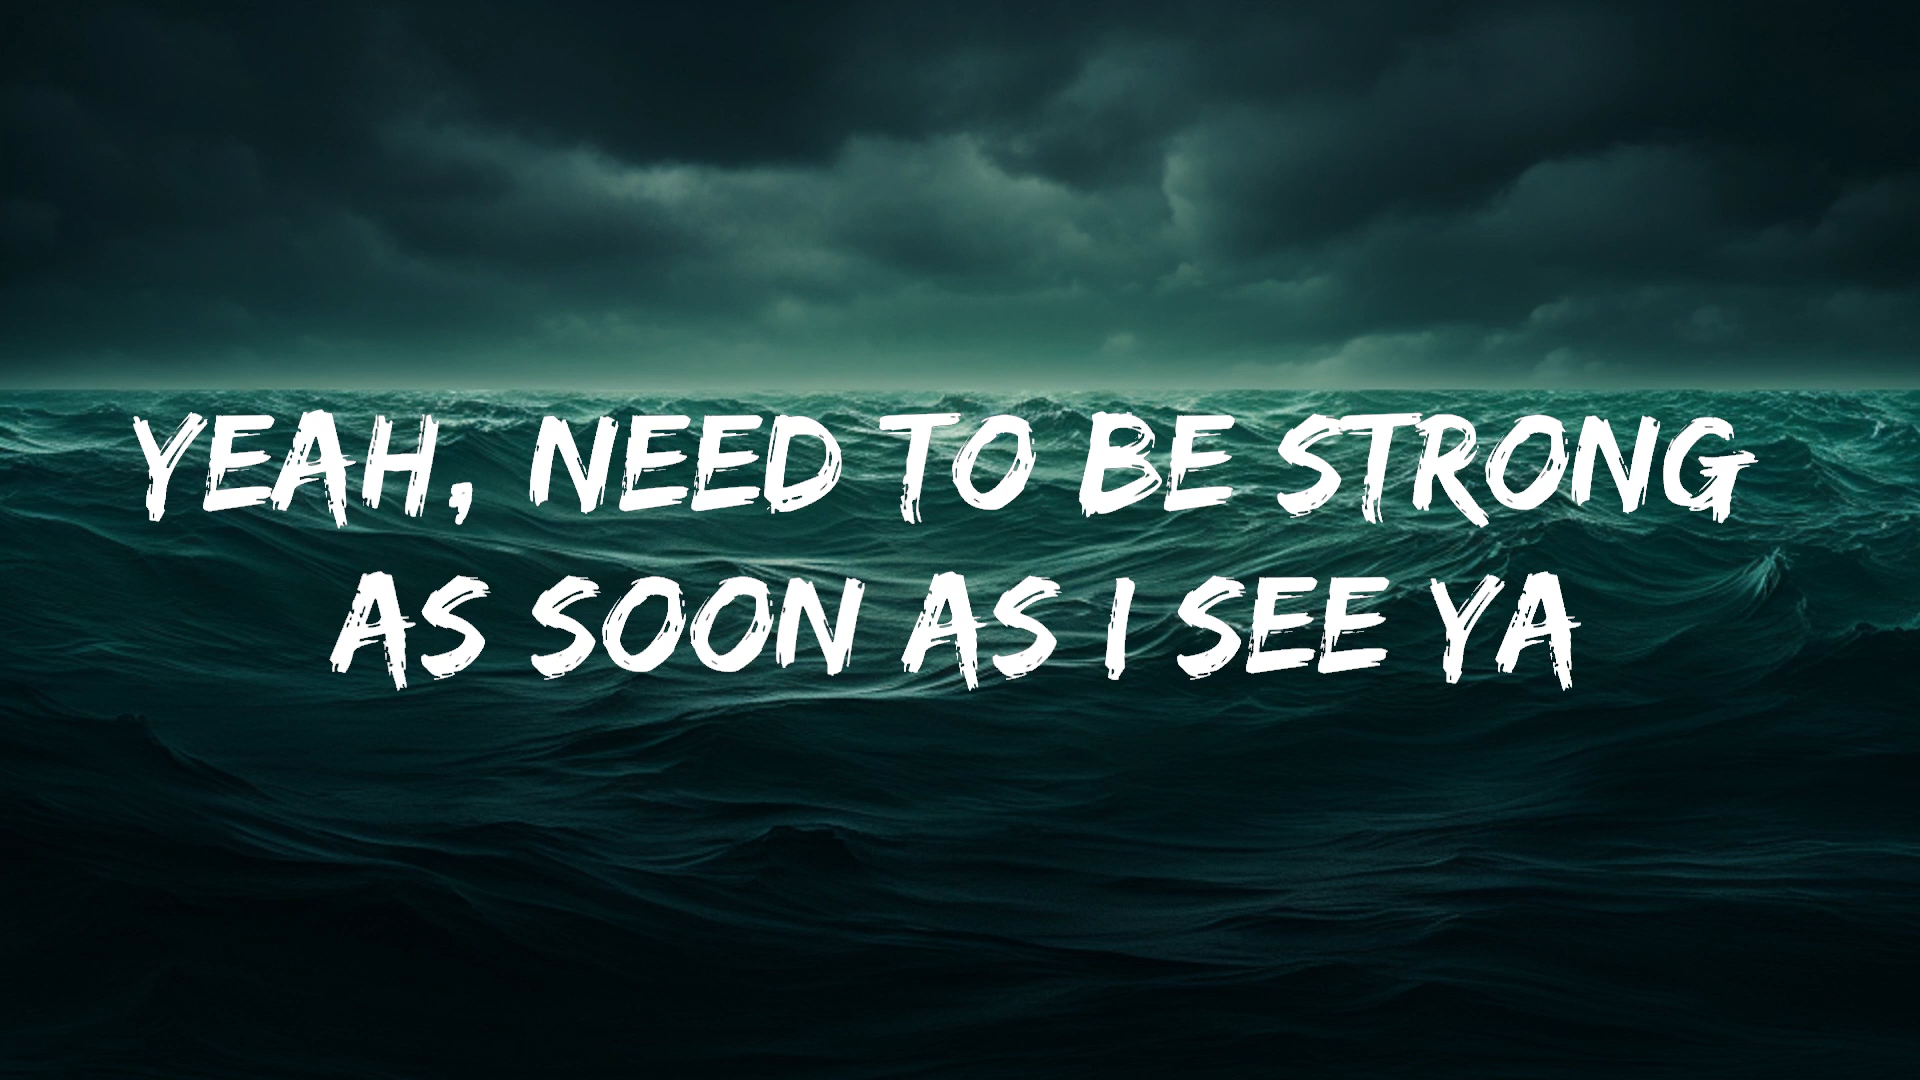 YEAH, NEED TO BE STRONG
AS SOON AS I SEE YA